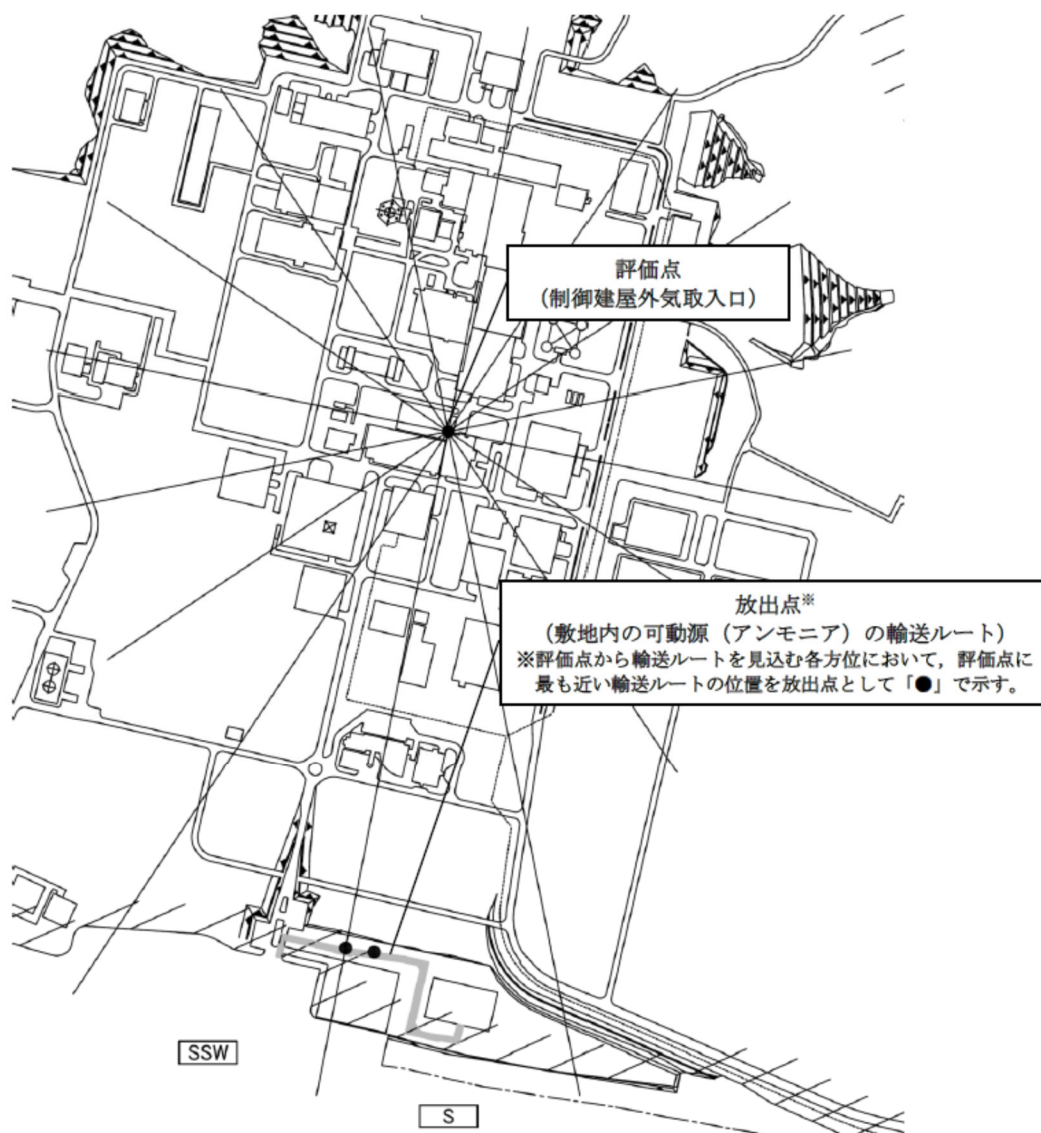 評価点
（制御建屋外気取入口）
放出点※
（敷地内の可動源（アンモニア）の輸送ルート）
※評価点から輸送ルートを見込む各方位において，評価点に
最も近い輸送ルートの位置を放出点として「●」で示す。
SSW
S